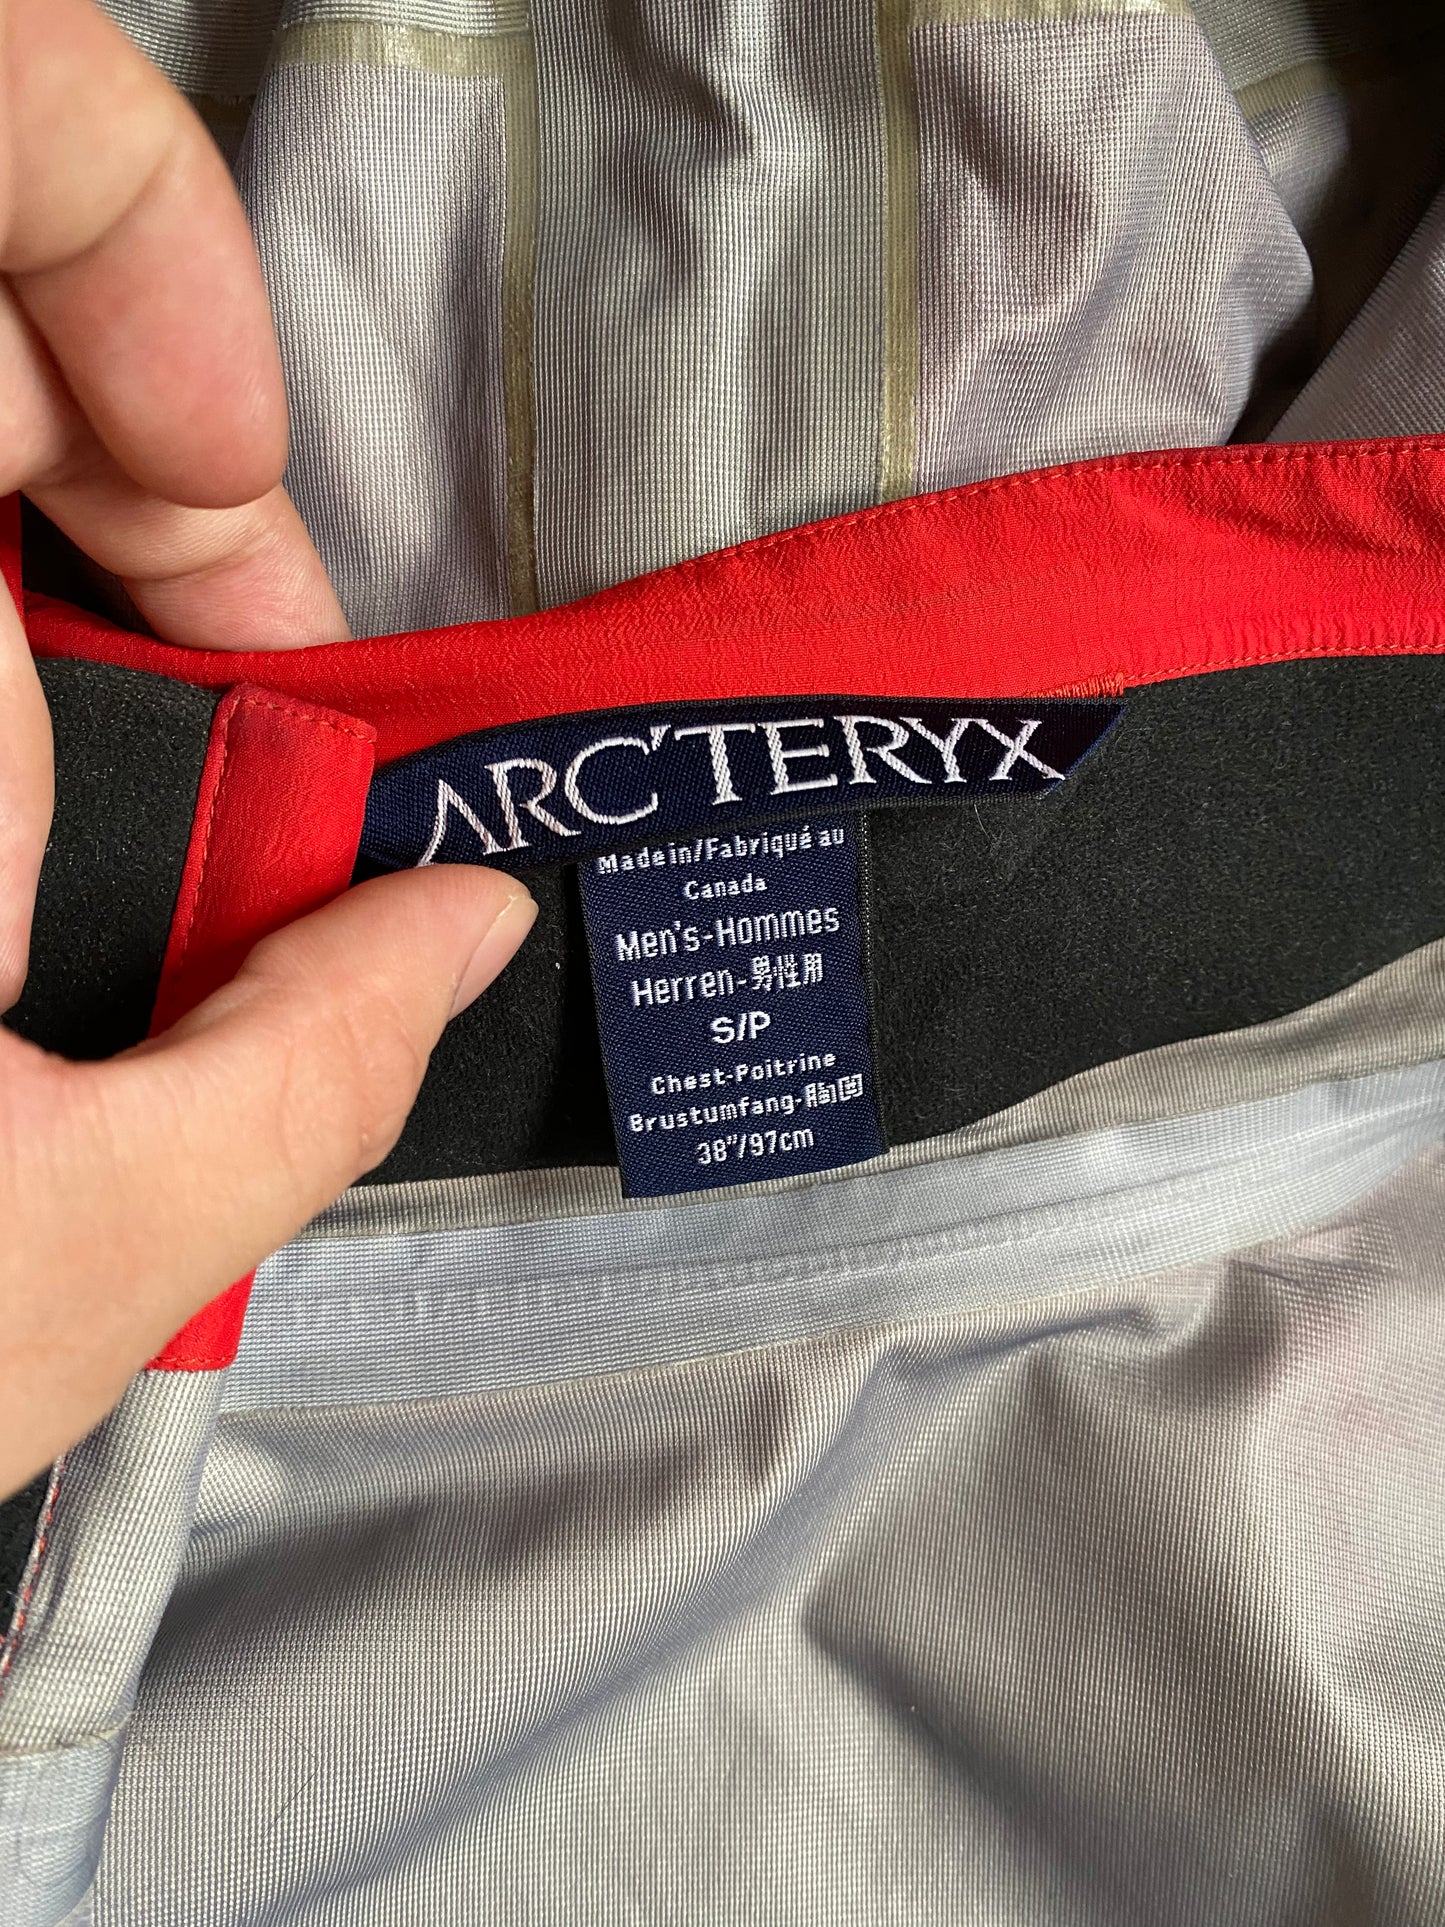 ARC'TERYX
Made in/Fabriqué au
Canada
Men's-Hommes
Herren-男性用
S/P
Chest-Poitrine
Brustumfang-胸囲
38"/97cm